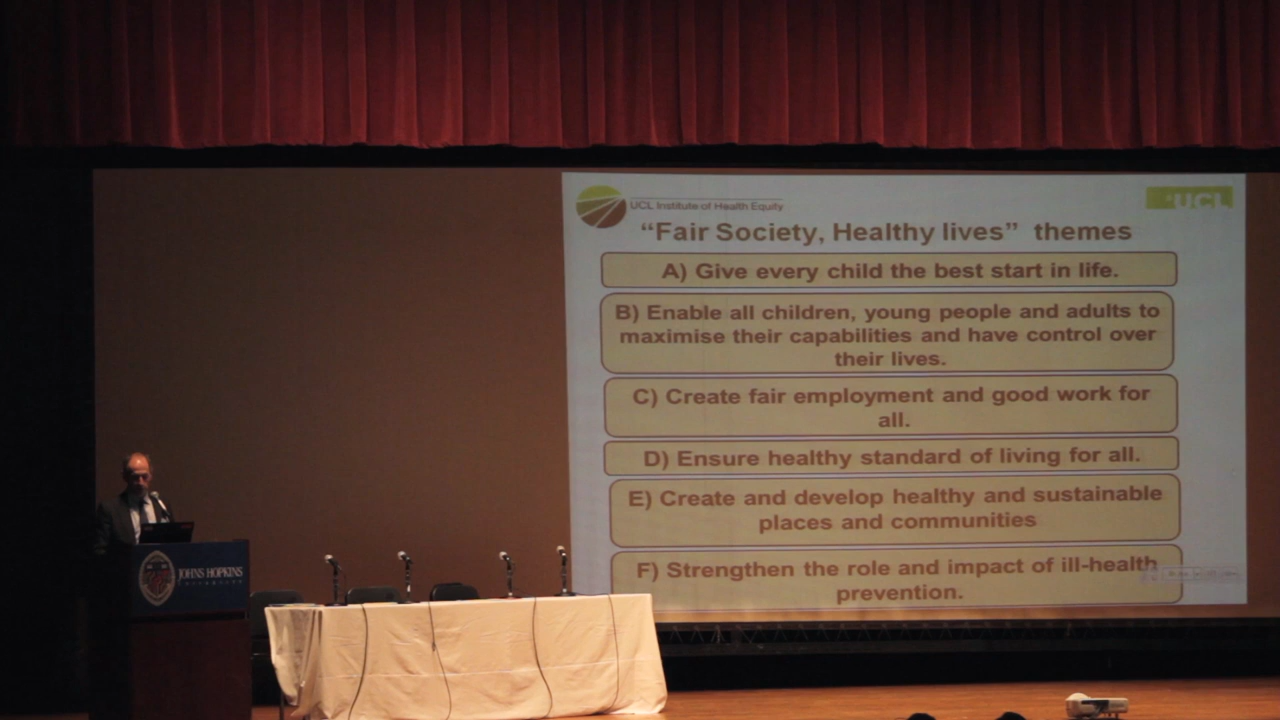 UCL Institute of Health Equity
UCL
“Fair Society, Healthy lives” themes
A) Give every child the best start in life.
B) Enable all children, young people and adults to
maximise their capabilities and have control over
their lives.
C) Create fair employment and good work for
all.
D) Ensure healthy standard of living for all.
E) Create and develop healthy and sustainable
places and communities
F) Strengthen the role and impact of ill-health
prevention.
JOHNS HOPKINS
UNIVERSITY